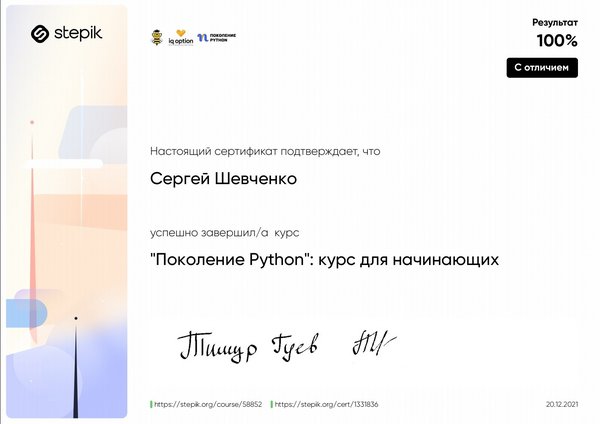 stepik
iq option
ПОКОЛЕНИЕ
PYTHON
Результат
100%
С отличием
Настоящий сертификат подтверждает, что
Сергей Шевченко
успешно завершил/а курс
"Поколение Python": курс для начинающих
Тимур Гуев
https://stepik.org/course/58852
https://stepik.org/cert/1331836
20.12.2021